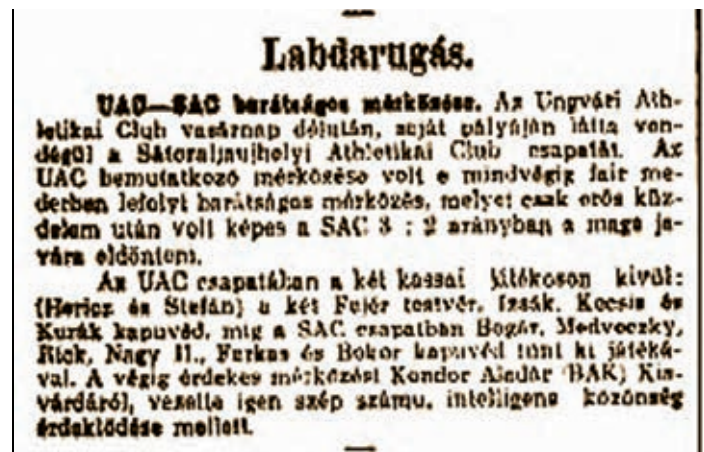 Labdarugás.
UAC—SAC barátságos mérkőzése. Az Ungvári Ath-
letikai Club vasárnap délután, saját pályáján látta ven-
dégül a Sátoraljaujhelyi Athletikai Club csapatát. Az
UAC bemutatkozó mérkőzése volt e mindvégig fair me-
derben lefolyt barátságos mérkőzés, melyet csak erős küz-
delem után volt képes a SAC 3 : 2 arányban a maga ja-
vára eldönteni.
Az UAC csapatában a két kassai játékoson kivül:
(Hericz és Stefán) a két Fejér testvér, Izsák, Kocsis és
Kurák kapuvéd, mig a SAC csapatban Bogár, Medveczky,
Rick, Nagy II., Farkas és Bokor kapuvéd tünt ki játéká-
val. A végig érdekes mérkőzést Kondor Aladár (BAK) Kis-
várdáról, vezette igen szép számu, intelligens közönség
érdeklődése mellett.